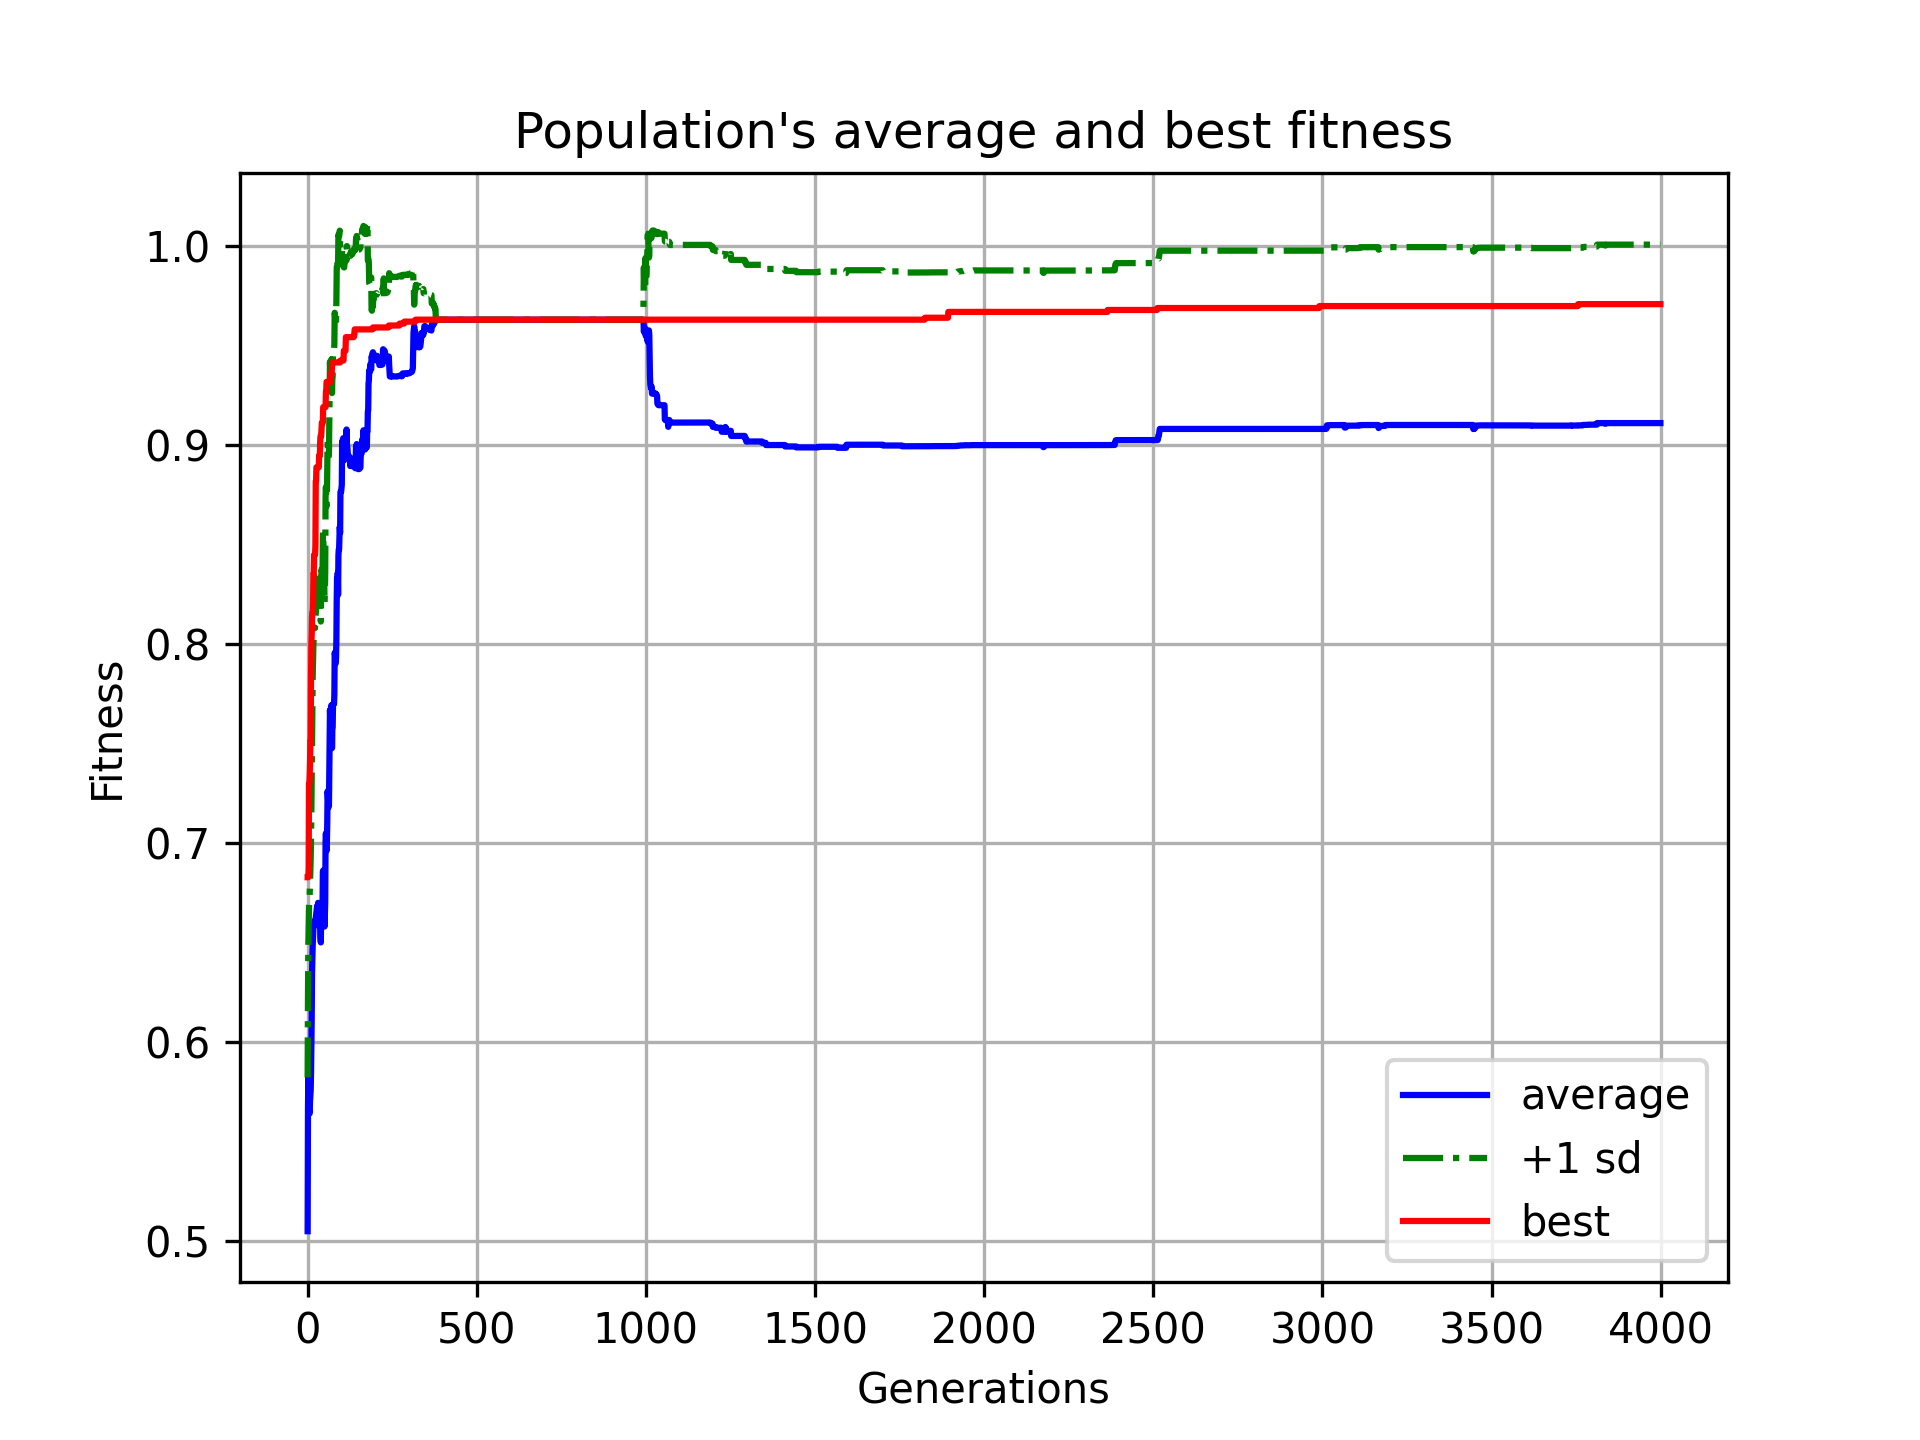 Population's average and best fitness
1.0
0.9
0.8
0.7
0.6
0.5
Fitness
average
+1 sd
best
0 500 1000 1500 2000 2500 3000 3500 4000
Generations